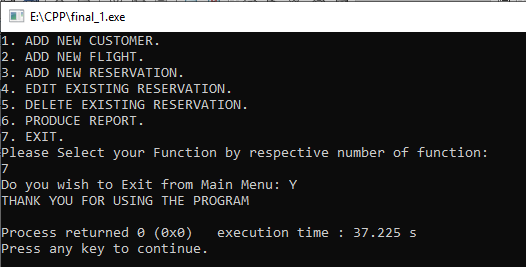 E:\CPP\final_1.exe
1. ADD NEW CUSTOMER.
2. ADD NEW FLIGHT.
3. ADD NEW RESERVATION.
4. EDIT EXISTING RESERVATION.
5. DELETE EXISTING RESERVATION.
6. PRODUCE REPORT.
7. EXIT.
Please Select your Function by respective number of function:
7
Do you wish to Exit from Main Menu: Y
THANK YOU FOR USING THE PROGRAM
Process returned 0 (0x0)   execution time : 37.225 s
Press any key to continue.